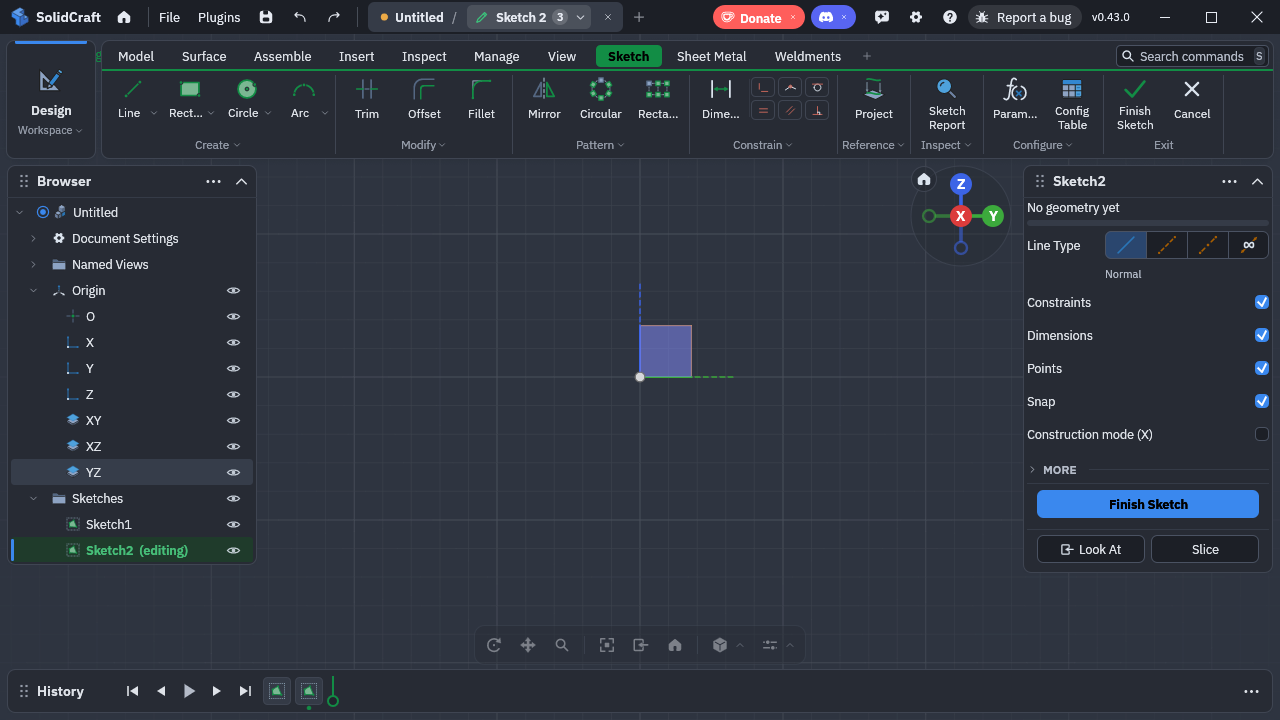 SolidCraft
File
Plugins
Untitled
/
Sketch 2
3
Donate
Report a bug
v0.43.0
Design
Workspace
Model
Surface
Assemble
Insert
Inspect
Manage
View
Sketch
Sheet Metal
Weldments
Search commands
S
Line
Rect...
Circle
Arc
Create
Trim
Offset
Fillet
Modify
Mirror
Circular
Recta...
Pattern
Dime...
Constrain
Project
Reference
Sketch
Report
Inspect
Param...
Config
Table
Configure
Finish
Sketch
Cancel
Exit
Browser
Untitled
Document Settings
Named Views
Origin
O
X
Y
Z
XY
XZ
YZ
Sketches
Sketch1
Sketch2 (editing)
Z
X
Y
Sketch2
No geometry yet
Line Type
Normal
Constraints
Dimensions
Points
Snap
Construction mode (X)
MORE
Finish Sketch
Look At
Slice
History